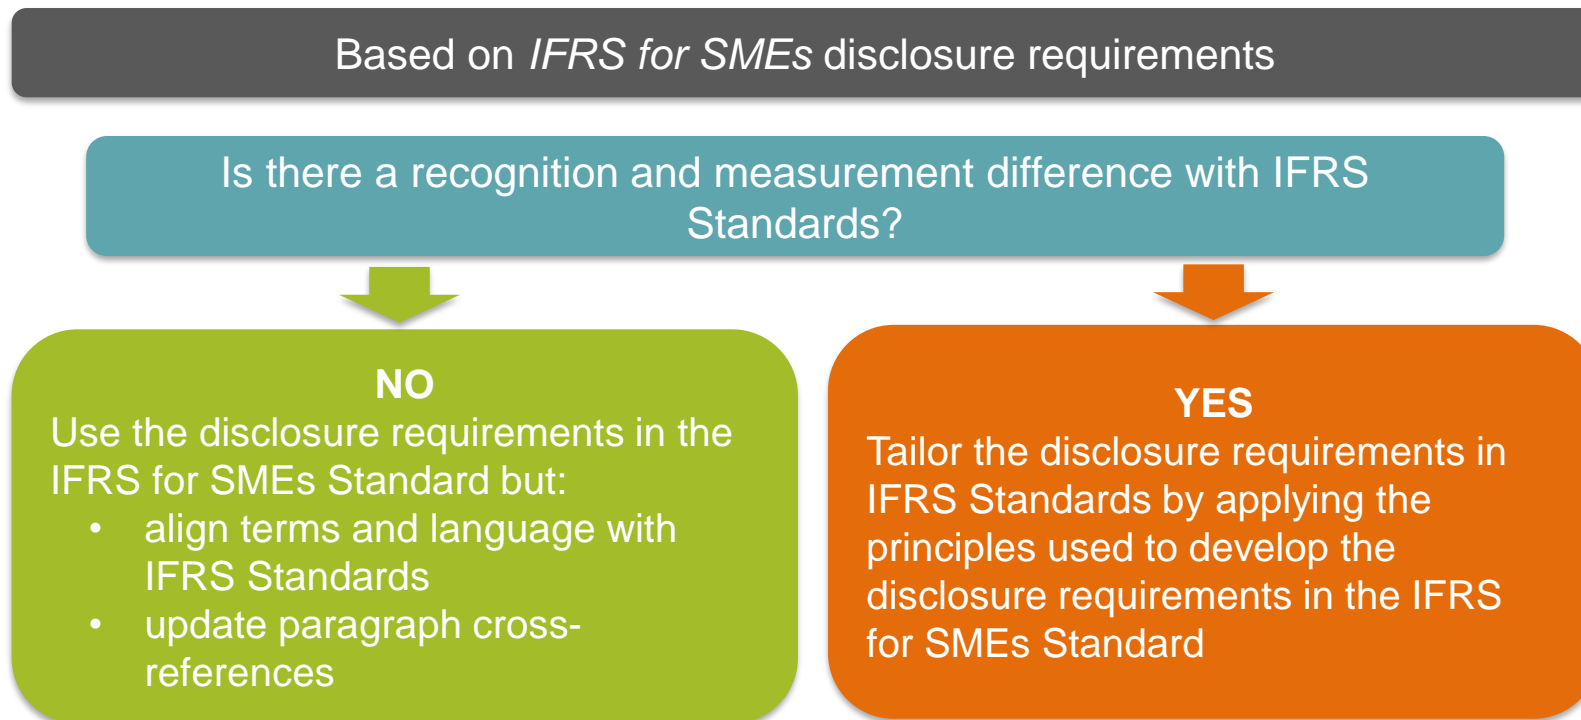 Based on IFRS for SMEs disclosure requirements
Is there a recognition and measurement difference with IFRS
Standards?
NO
Use the disclosure requirements in the
IFRS for SMEs Standard but:
• align terms and language with
IFRS Standards
• update paragraph cross-
references
YES
Tailor the disclosure requirements in
IFRS Standards by applying the
principles used to develop the
disclosure requirements in the IFRS
for SMEs Standard